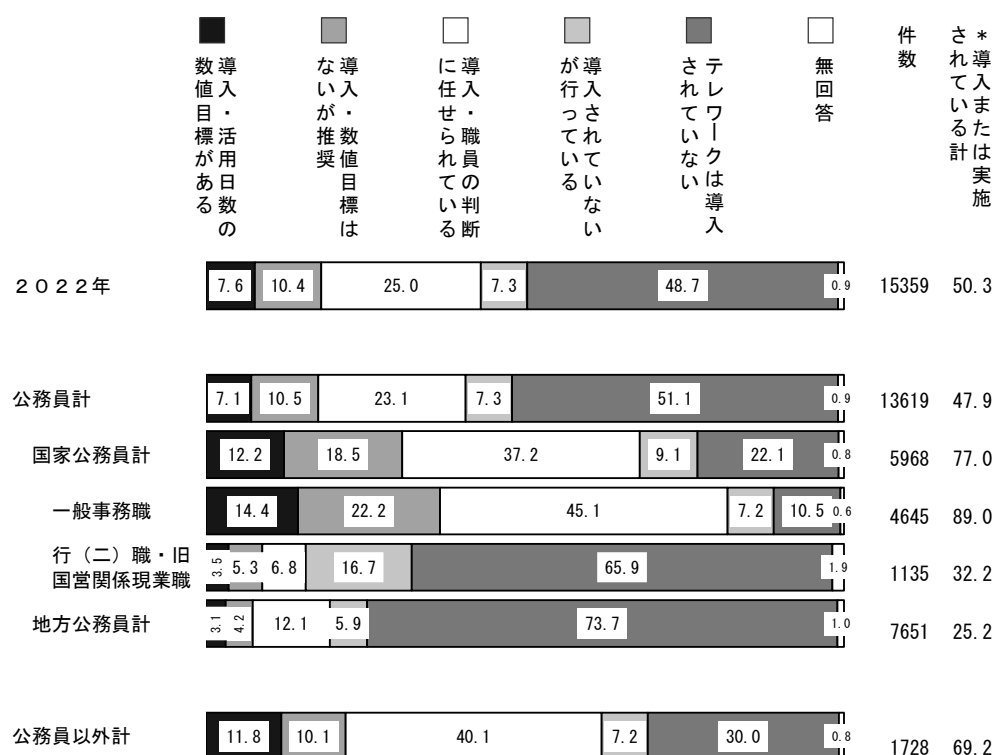 導入・活用日数の
数値目標がある
導入・数値目標は
ないが推奨
導入・職員の判断
に任せられている
導入されていない
が行っている
テレワークは導入
されていない
無回答
件数
＊導入または実施
されている計
２０２２年 7.6 10.4 25.0 7.3 48.7 0.9 15359 50.3
公務員計 7.1 10.5 23.1 7.3 51.1 0.9 13619 47.9
国家公務員計 12.2 18.5 37.2 9.1 22.1 0.8 5968 77.0
一般事務職 14.4 22.2 45.1 7.2 10.5 0.6 4645 89.0
行（二）職・旧
国営関係現業職 3.5 5.3 6.8 16.7 65.9 1.9 1135 32.2
地方公務員計 3.1 4.2 12.1 5.9 73.7 1.0 7651 25.2
公務員以外計 11.8 10.1 40.1 7.2 30.0 0.8 1728 69.2